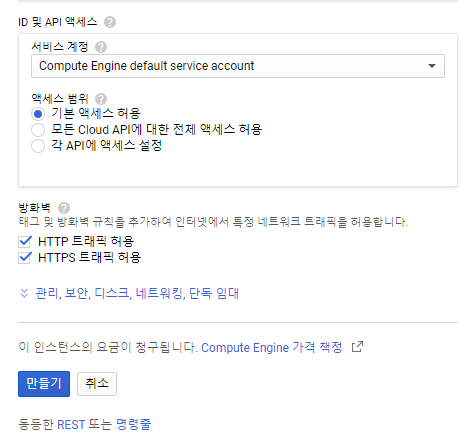 ID 및 API 액세스
서비스 계정
Compute Engine default service account
액세스 범위
기본 액세스 허용
모든 Cloud API에 대한 전체 액세스 허용
각 API에 액세스 설정
방화벽
태그 및 방화벽 규칙을 추가하여 인터넷에서 특정 네트워크 트래픽을 허용합니다.
HTTP 트래픽 허용
HTTPS 트래픽 허용
관리, 보안, 디스크, 네트워킹, 단독 임대
이 인스턴스의 요금이 청구됩니다. Compute Engine 가격 책정
만들기 취소
동등한 REST 또는 명령줄